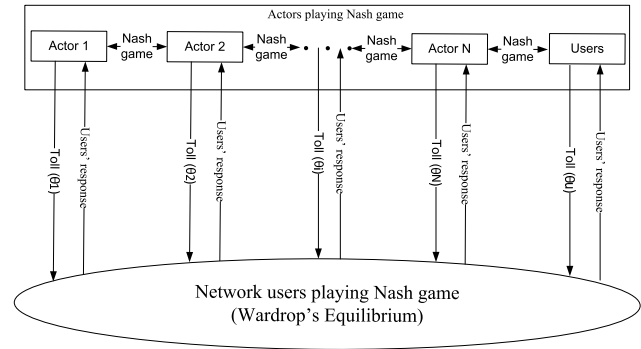 Actors playing Nash game
Actor 1
Nash
game
Actor 2
Nash
game
. . .
Nash
game
Actor N
Nash
game
Users
Toll (θ1)
Users' response
Toll (θ2)
Users' response
Toll (θi)
Users' response
Toll (θN)
Users' response
Toll (θu)
Users' response
Network users playing Nash game
(Wardrop's Equilibrium)